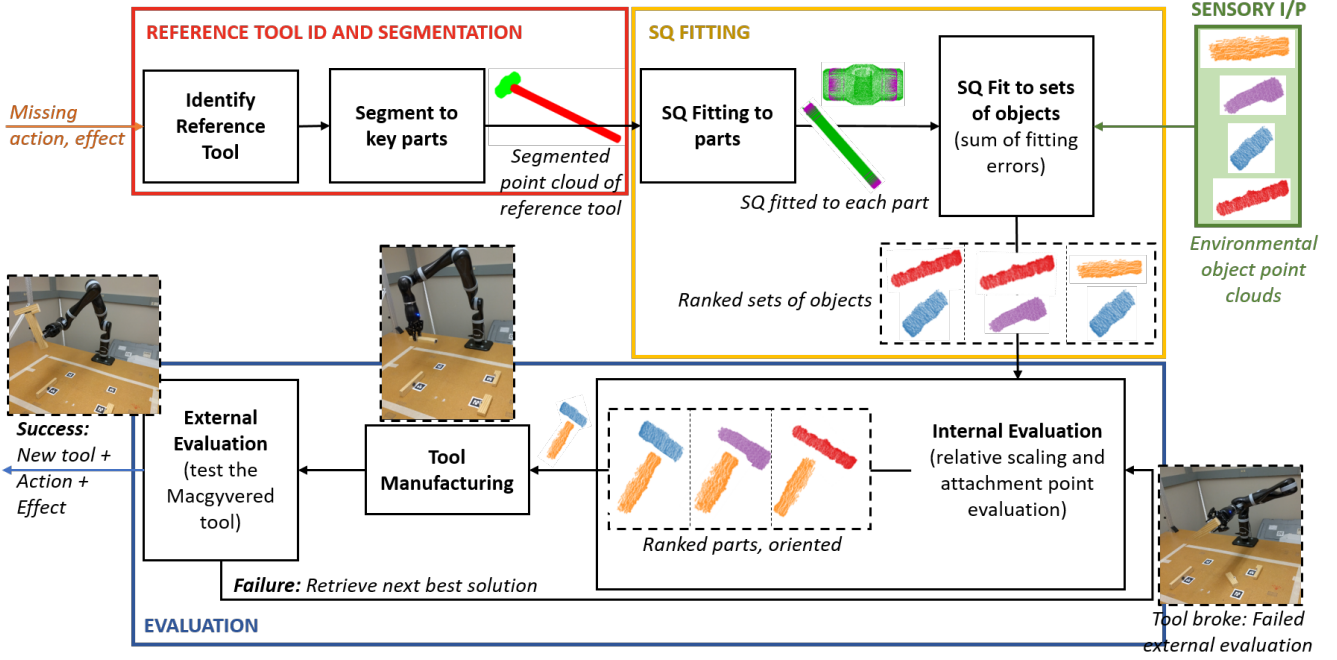 REFERENCE TOOL ID AND SEGMENTATION
Missing
action, effect
Identify
Reference
Tool
Segment to
key parts
Segmented
point cloud of
reference tool
SQ FITTING
SQ Fitting to
parts
SQ fitted to each part
SQ Fit to sets
of objects
(sum of fitting
errors)
SENSORY I/P
Environmental
object point
clouds
Ranked sets of objects
Success:
New tool +
Action +
Effect
External
Evaluation
(test the
Macgyvered
tool)
Tool
Manufacturing
Ranked parts, oriented
Internal Evaluation
(relative scaling and
attachment point
evaluation)
Failure: Retrieve next best solution
EVALUATION
Tool broke: Failed
external evaluation